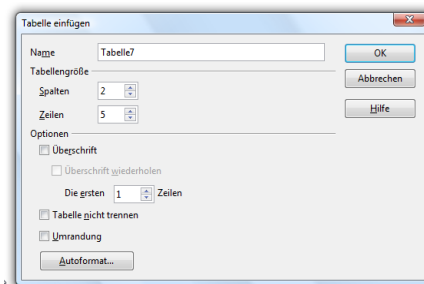 Tabelle einfügen
Name Tabelle7
OK
Tabellengröße
Abbrechen
Spalten 2
Zeilen 5
Hilfe
Optionen
Überschrift
Überschrift wiederholen
Die ersten 1 Zeilen
Tabelle nicht trennen
Umrandung
Autoformat...